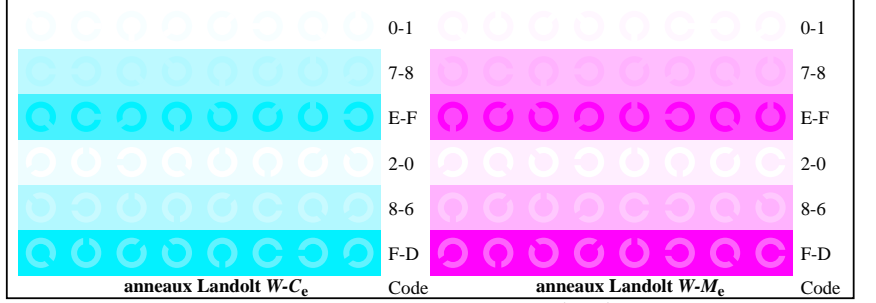 0-1 0-1
7-8 7-8
E-F E-F
2-0 2-0
8-6 8-6
F-D F-D
anneaux Landolt W-Ce Code anneaux Landolt W-Me Code